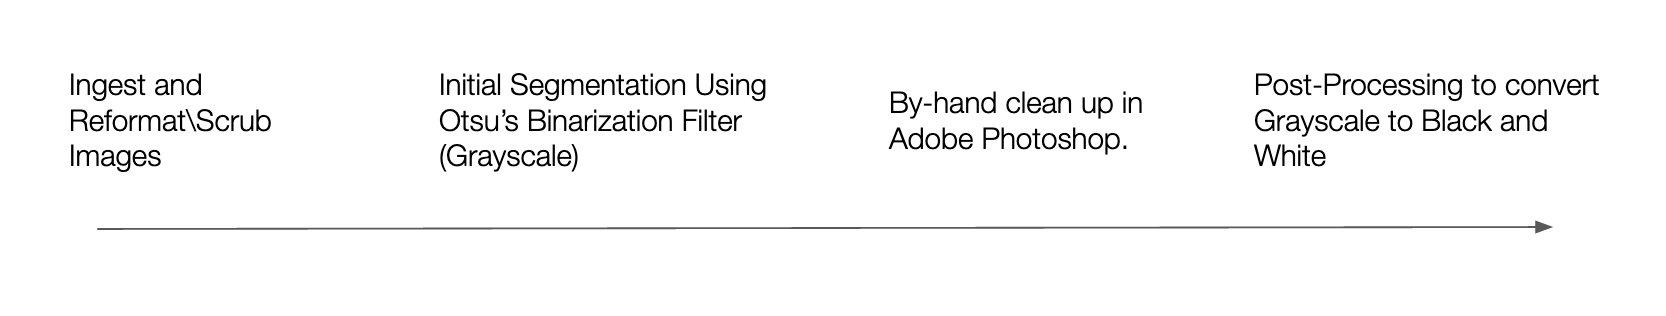 Ingest and
Reformat\Scrub
Images
Initial Segmentation Using
Otsu’s Binarization Filter
(Grayscale)
By-hand clean up in
Adobe Photoshop.
Post-Processing to convert
Grayscale to Black and
White